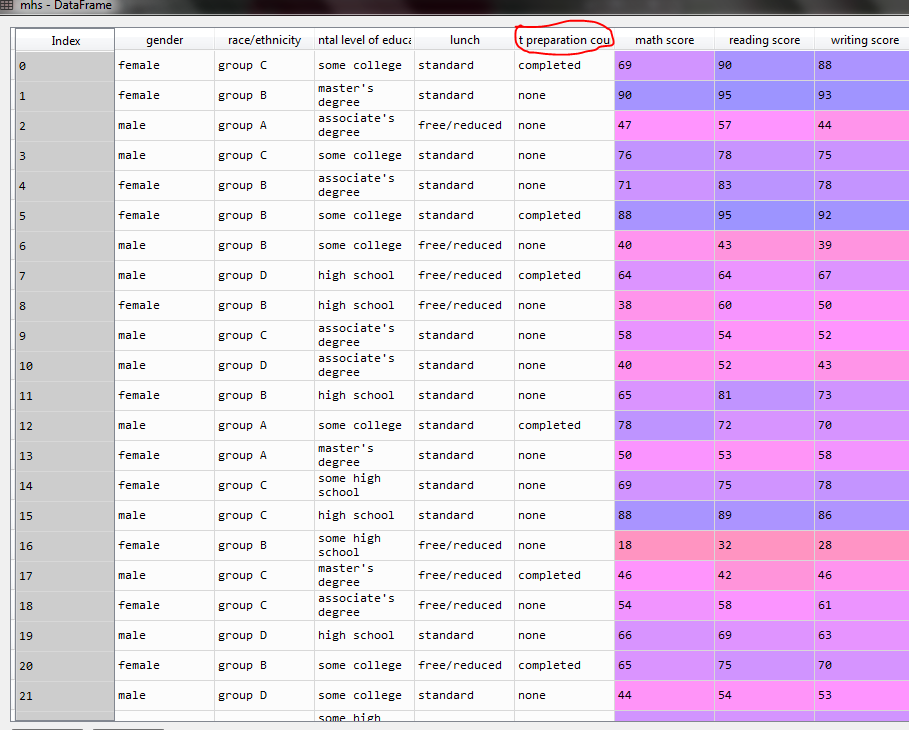 mhs - DataFrame
Index gender race/ethnicity ntal level of educa lunch t preparation cou math score reading score writing score
0 female group C some college standard completed 69 90 88
1 female group B master's degree standard none 90 95 93
2 male group A associate's degree free/reduced none 47 57 44
3 male group C some college standard none 76 78 75
4 female group B associate's degree standard none 71 83 78
5 female group B some college standard completed 88 95 92
6 male group B some college free/reduced none 40 43 39
7 male group D high school free/reduced completed 64 64 67
8 female group B high school free/reduced none 38 60 50
9 male group C associate's degree standard none 58 54 52
10 male group D associate's degree standard none 40 52 43
11 female group B high school standard none 65 81 73
12 male group A some college standard completed 78 72 70
13 female group A master's degree standard none 50 53 58
14 female group C some high school standard none 69 75 78
15 male group C high school standard none 88 89 86
16 female group B some high school free/reduced none 18 32 28
17 male group C master's degree free/reduced completed 46 42 46
18 female group C associate's degree free/reduced none 54 58 61
19 male group D high school standard none 66 69 63
20 female group B some college free/reduced completed 65 75 70
21 male group D some college standard none 44 54 53
some high